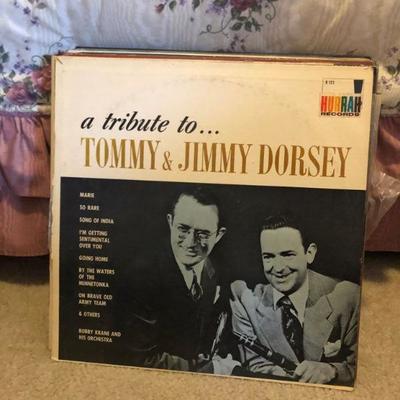 HURRAH
RECORDS
a tribute to...
TOMMY & JIMMY DORSEY
MARIE
SO RARE
SONG OF INDIA
I'M GETTING
SENTIMENTAL
OVER YOU
GOING HOME
BY THE WATERS
OF THE
MINNETONKA
ON BRAVE OLD
ARMY TEAM
& OTHERS
BOBBY KRANE AND
HIS ORCHESTRA